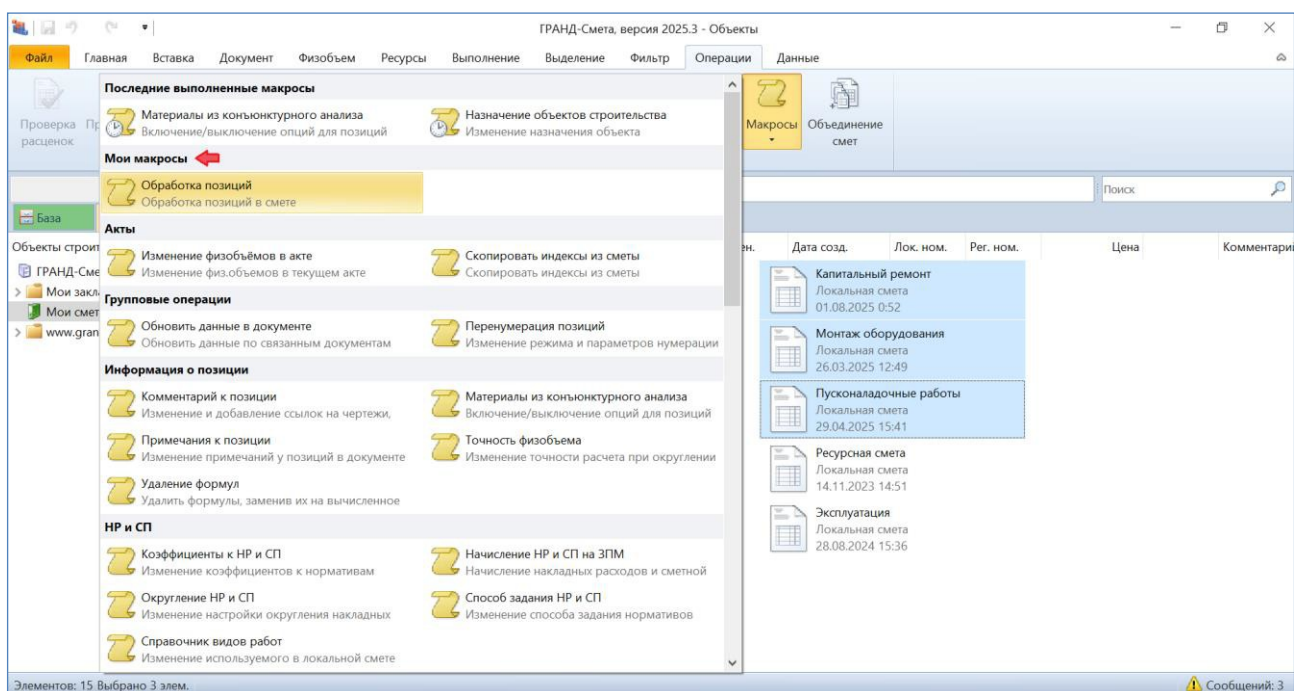 ГРАНД-Смета, версия 2025.3 - Объекты
Файл Главная Вставка Документ Физобъем Ресурсы Выполнение Выделение Фильтр Операции Данные
Проверка расценок
Макросы
Объединение смет
Последние выполненные макросы
Материалы из конъюнктурного анализа
Включение/выключение опций для позиций
Назначение объектов строительства
Изменение назначения объекта
Мои макросы
Обработка позиций
Обработка позиций в смете
Акты
Изменение физобъёмов в акте
Изменение физ.объемов в текущем акте
Скопировать индексы из сметы
Скопировать индексы из сметы
Групповые операции
Обновить данные в документе
Обновить данные по связанным документам
Перенумерация позиций
Изменение режима и параметров нумерации
Информация о позиции
Комментарий к позиции
Изменение и добавление ссылок на чертежи,
Материалы из конъюнктурного анализа
Включение/выключение опций для позиций
Примечания к позиции
Изменение примечаний у позиций в документе
Точность физобъема
Изменение точности расчета при округлении
Удаление формул
Удалить формулы, заменив их на вычисленное
НР и СП
Коэффициенты к НР и СП
Изменение коэффициентов к нормативам
Начисление НР и СП на ЗПМ
Начисление накладных расходов и сметной
Округление НР и СП
Изменение настройки округления накладных
Способ задания НР и СП
Изменение способа задания нормативов
Справочник видов работ
Изменение используемого в локальной смете
База
Объекты строит
ГРАНД-Сме
Мои закл
Мои смет
www.gran
Поиск
ен. Дата созд. Лок. ном. Рег. ном. Цена Комментари
Капитальный ремонт
Локальная смета
01.08.2025 0:52
Монтаж оборудования
Локальная смета
26.03.2025 12:49
Пусконаладочные работы
Локальная смета
29.04.2025 15:41
Ресурсная смета
Локальная смета
14.11.2023 14:51
Эксплуатация
Локальная смета
28.08.2024 15:36
Элементов: 15 Выбрано 3 элем.
Сообщений: 3